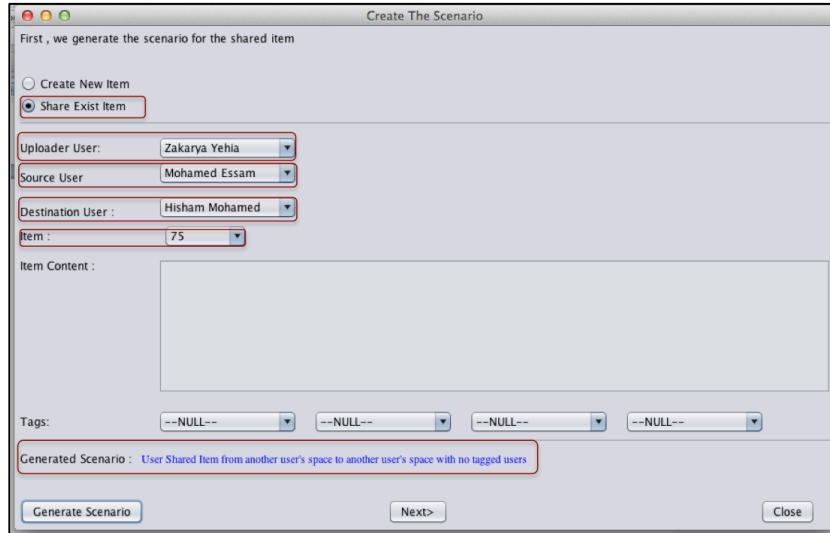 Create The Scenario
First , we generate the scenario for the shared item
Create New Item
Share Exist Item
Uploader User: Zakarya Yehia
Source User Mohamed Essam
Destination User : Hisham Mohamed
Item : 75
Item Content :
Tags: --NULL-- --NULL-- --NULL-- --NULL--
Generated Scenario : User Shared Item from another user's space to another user's space with no tagged users
Generate Scenario Next> Close